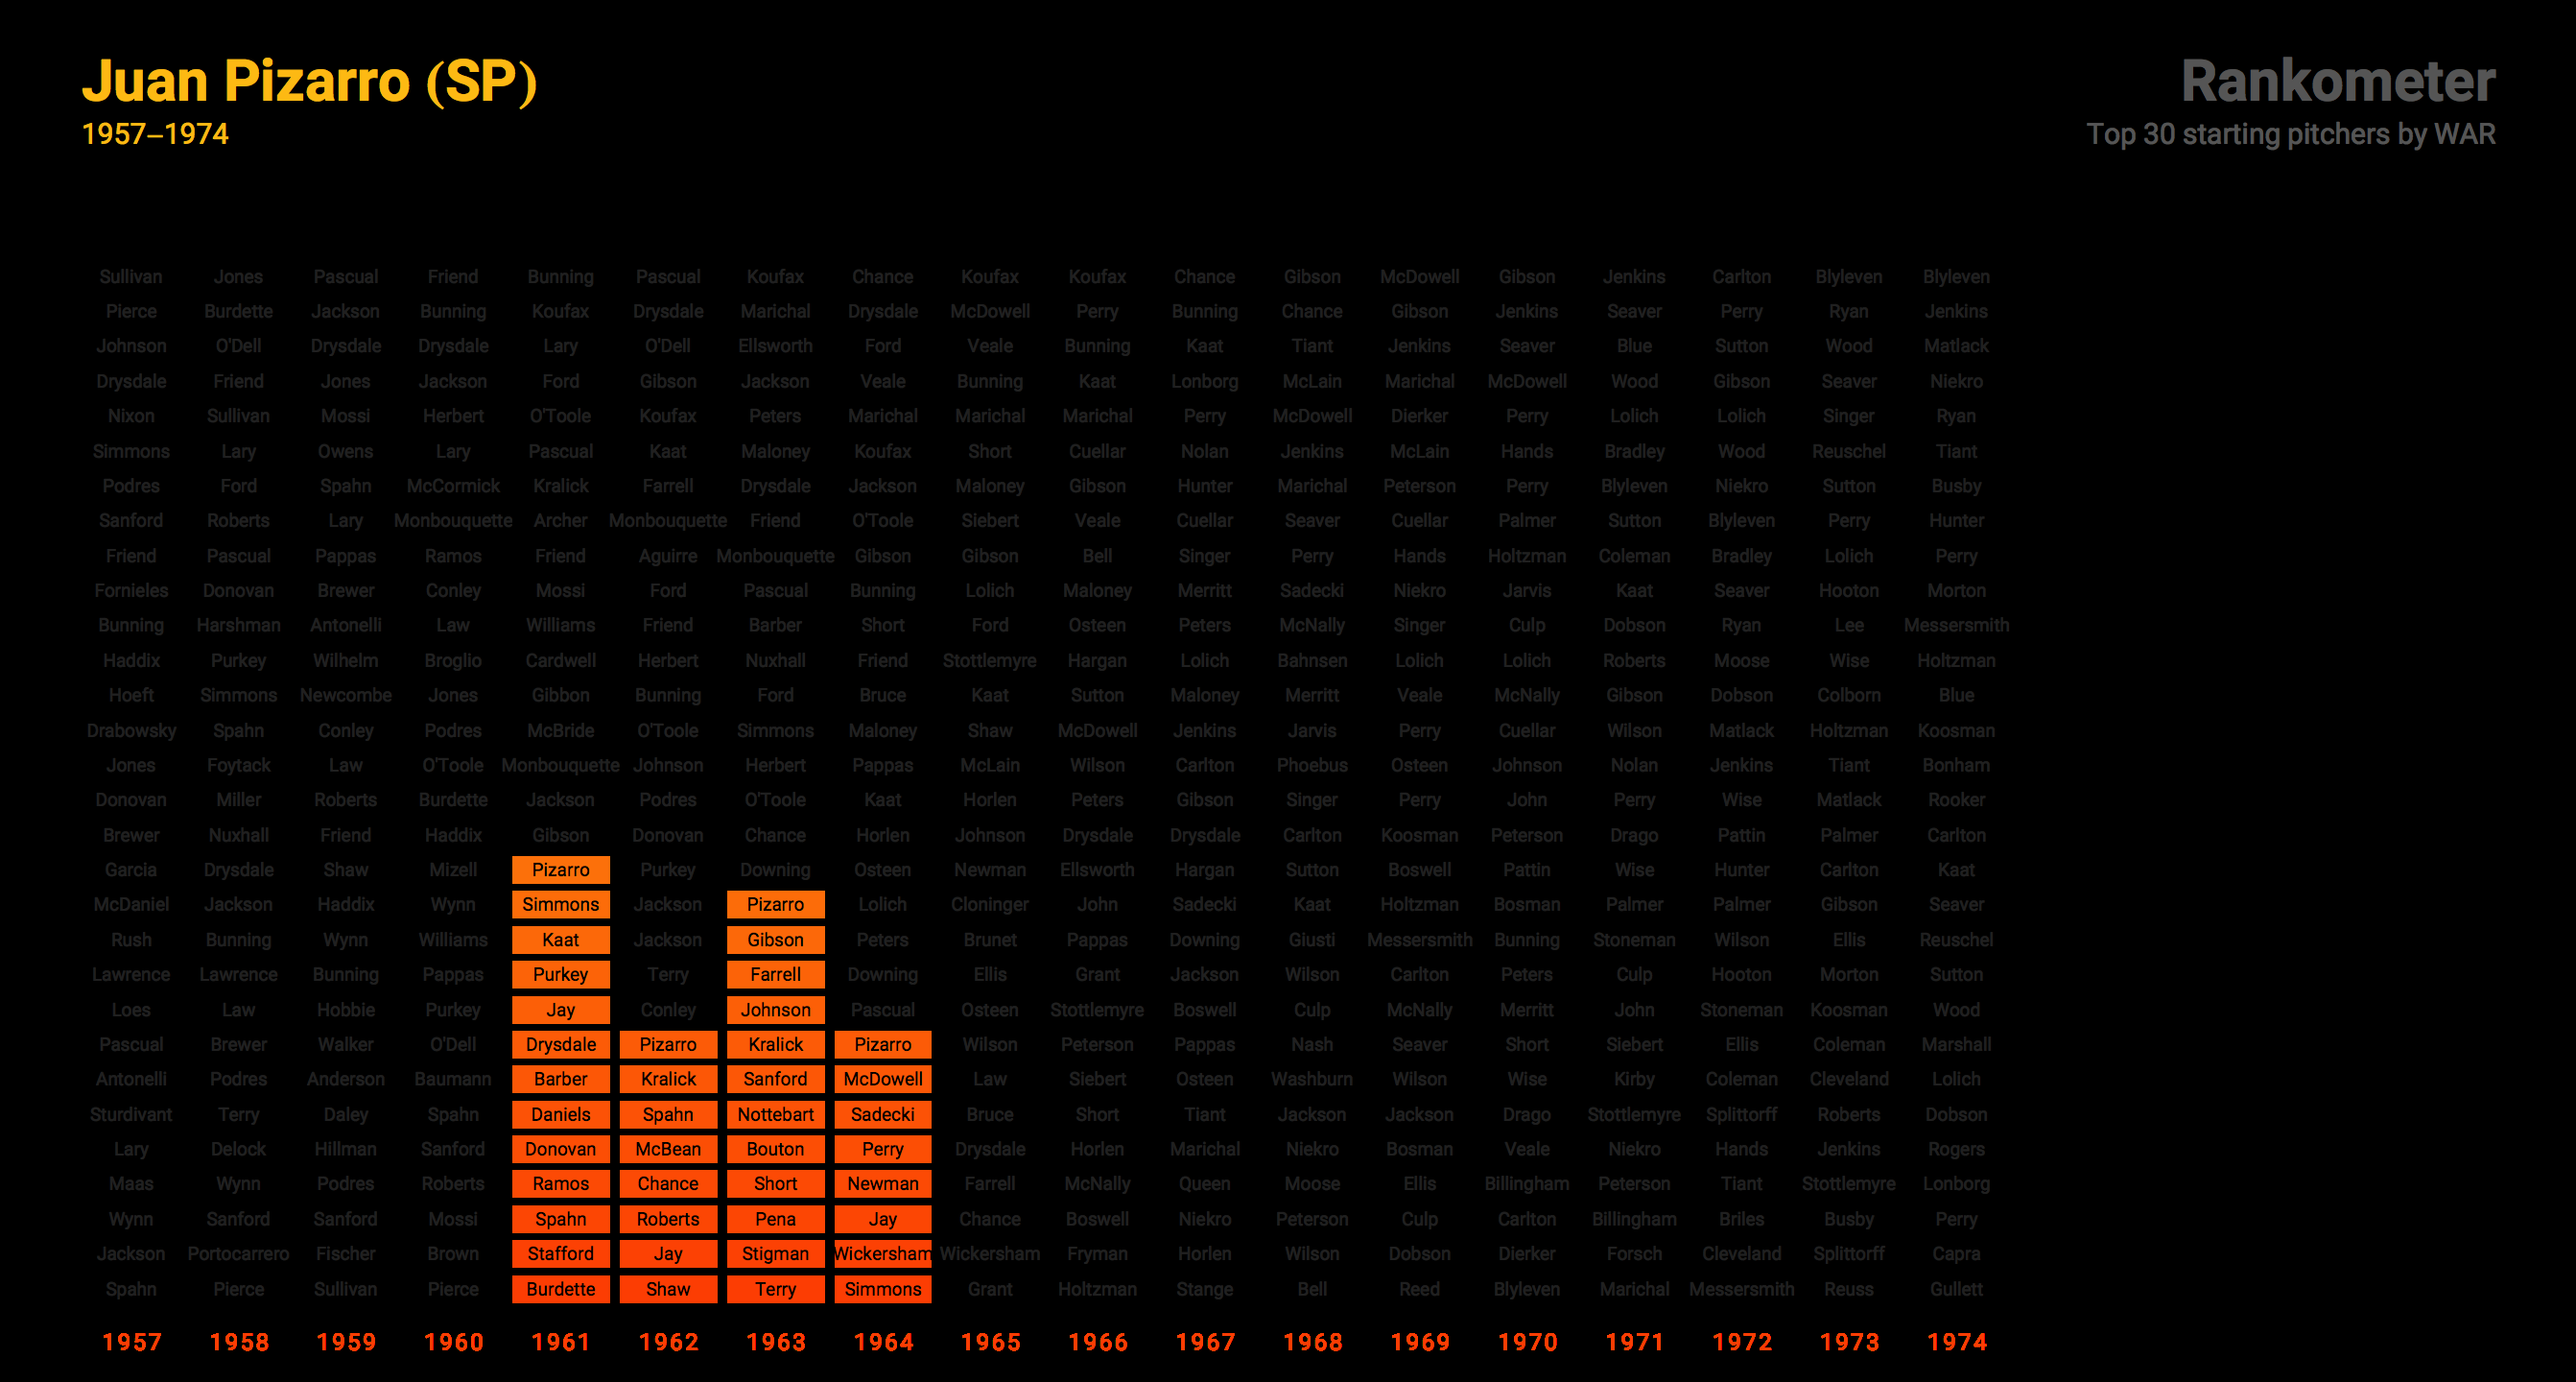 Juan Pizarro (SP)
1957–1974
Rankometer
Top 30 starting pitchers by WAR
Sullivan Jones Pascual Friend Bunning Pascual Koufax Chance Koufax Koufax Chance Gibson McDowell Gibson Jenkins Carlton Blyleven Blyleven
Pierce Burdette Jackson Bunning Koufax Drysdale Marichal Drysdale McDowell Perry Bunning Chance Gibson Jenkins Seaver Perry Ryan Jenkins
Johnson O'Dell Drysdale Drysdale Lary O'Dell Ellsworth Ford Veale Bunning Kaat Tiant Jenkins Seaver Blue Sutton Wood Matlack
Drysdale Friend Jones Jackson Ford Gibson Jackson Veale Bunning Kaat Lonborg McLain Marichal McDowell Wood Gibson Seaver Niekro
Nixon Sullivan Mossi Herbert O'Toole Koufax Peters Marichal Marichal Marichal Perry McDowell Dierker Perry Lolich Lolich Singer Ryan
Simmons Lary Owens Lary Pascual Kaat Maloney Koufax Short Cuellar Nolan Jenkins McLain Hands Bradley Wood Reuschel Tiant
Podres Ford Spahn McCormick Kralick Farrell Drysdale Jackson Maloney Gibson Hunter Marichal Peterson Perry Blyleven Niekro Sutton Busby
Sanford Roberts Lary Monbouquette Archer Monbouquette Friend O'Toole Siebert Veale Cuellar Seaver Cuellar Palmer Sutton Blyleven Perry Hunter
Friend Pascual Pappas Ramos Friend Aguirre Monbouquette Gibson Gibson Bell Singer Perry Hands Holtzman Coleman Bradley Lolich Perry
Fornieles Donovan Brewer Conley Mossi Ford Pascual Bunning Lolich Maloney Merritt Sadecki Niekro Jarvis Kaat Seaver Hooton Morton
Bunning Harshman Antonelli Law Williams Friend Barber Short Ford Osteen Peters McNally Singer Culp Dobson Ryan Lee Messersmith
Haddix Purkey Wilhelm Broglio Cardwell Herbert Nuxhall Friend Stottlemyre Hargan Lolich Bahnsen Lolich Lolich Roberts Moose Wise Holtzman
Hoeft Simmons Newcombe Jones Gibbon Bunning Ford Bruce Kaat Sutton Maloney Merritt Veale McNally Gibson Dobson Colborn Blue
Drabowsky Spahn Conley Podres McBride O'Toole Simmons Maloney Shaw McDowell Jenkins Jarvis Perry Cuellar Wilson Matlack Holtzman Koosman
Jones Foytack Law O'Toole Monbouquette Johnson Herbert Pappas McLain Wilson Carlton Phoebus Osteen Johnson Nolan Jenkins Tiant Bonham
Donovan Miller Roberts Burdette Jackson Podres O'Toole Kaat Horlen Peters Gibson Singer Perry John Perry Wise Matlack Rooker
Brewer Nuxhall Friend Haddix Gibson Donovan Chance Horlen Johnson Drysdale Drysdale Carlton Koosman Peterson Drago Pattin Palmer Carlton
Garcia Drysdale Shaw Mizell Pizarro Purkey Downing Osteen Newman Ellsworth Hargan Sutton Boswell Pattin Wise Hunter Carlton Kaat
McDaniel Jackson Haddix Wynn Simmons Jackson Pizarro Lolich Cloninger John Sadecki Kaat Holtzman Bosman Palmer Palmer Gibson Seaver
Rush Bunning Wynn Williams Kaat Jackson Gibson Peters Brunet Pappas Downing Giusti Messersmith Bunning Stoneman Wilson Ellis Reuschel
Lawrence Lawrence Bunning Pappas Purkey Terry Farrell Downing Ellis Grant Jackson Wilson Carlton Peters Culp Hooton Morton Sutton
Loes Law Hobbie Purkey Jay Conley Johnson Pascual Osteen Stottlemyre Boswell Culp McNally Merritt John Stoneman Koosman Wood
Pascual Brewer Walker O'Dell Drysdale Pizarro Kralick Pizarro Wilson Peterson Pappas Nash Seaver Short Siebert Ellis Coleman Marshall
Antonelli Podres Anderson Baumann Barber Kralick Sanford McDowell Law Siebert Osteen Washburn Wilson Wise Kirby Coleman Cleveland Lolich
Sturdivant Terry Daley Spahn Daniels Spahn Nottebart Sadecki Bruce Short Tiant Jackson Jackson Drago Stottlemyre Splittorff Roberts Dobson
Lary Delock Hillman Sanford Donovan McBean Bouton Perry Drysdale Horlen Marichal Niekro Bosman Veale Niekro Hands Jenkins Rogers
Maas Wynn Podres Roberts Ramos Chance Short Newman Farrell McNally Queen Moose Ellis Billingham Peterson Tiant Stottlemyre Lonborg
Wynn Sanford Sanford Mossi Spahn Roberts Pena Jay Chance Boswell Niekro Peterson Culp Carlton Billingham Briles Busby Perry
Jackson Portocarrero Fischer Brown Stafford Jay Stigman Wickersham Wickersham Fryman Horlen Wilson Dobson Dierker Forsch Cleveland Splittorff Capra
Spahn Pierce Sullivan Pierce Burdette Shaw Terry Simmons Grant Holtzman Stange Bell Reed Blyleven Marichal Messersmith Reuss Gullett
1957 1958 1959 1960 1961 1962 1963 1964 1965 1966 1967 1968 1969 1970 1971 1972 1973 1974